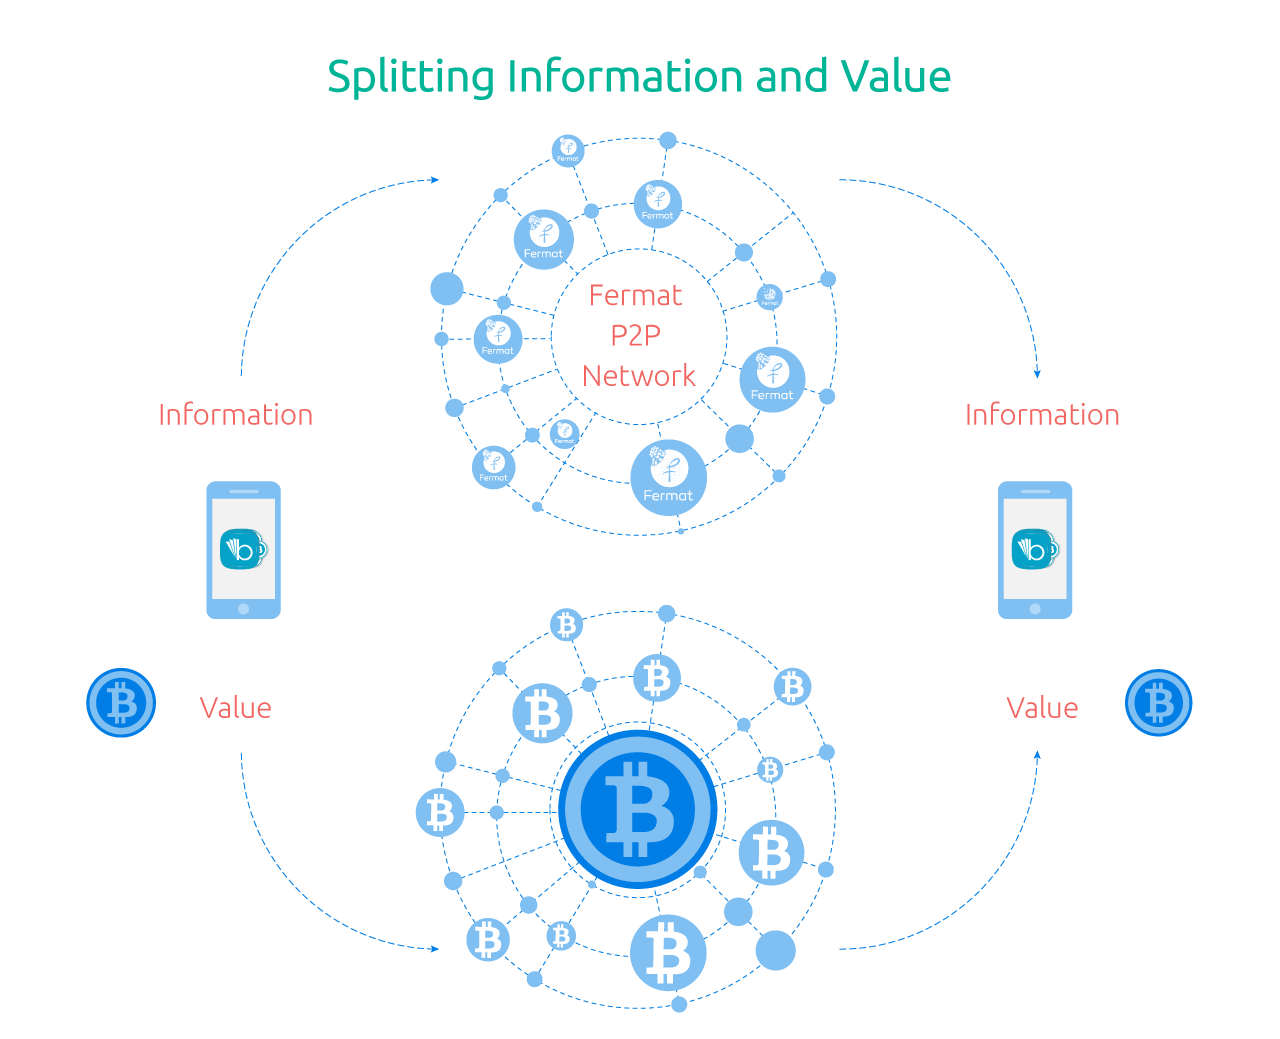 Splitting Information and Value
Fermat
Fermat
Fermat
Fermat
P2P
Network
Fermat
Fermat
Fermat
Information
Information
Fermat
Fermat
Fermat
b
b
Value
Value